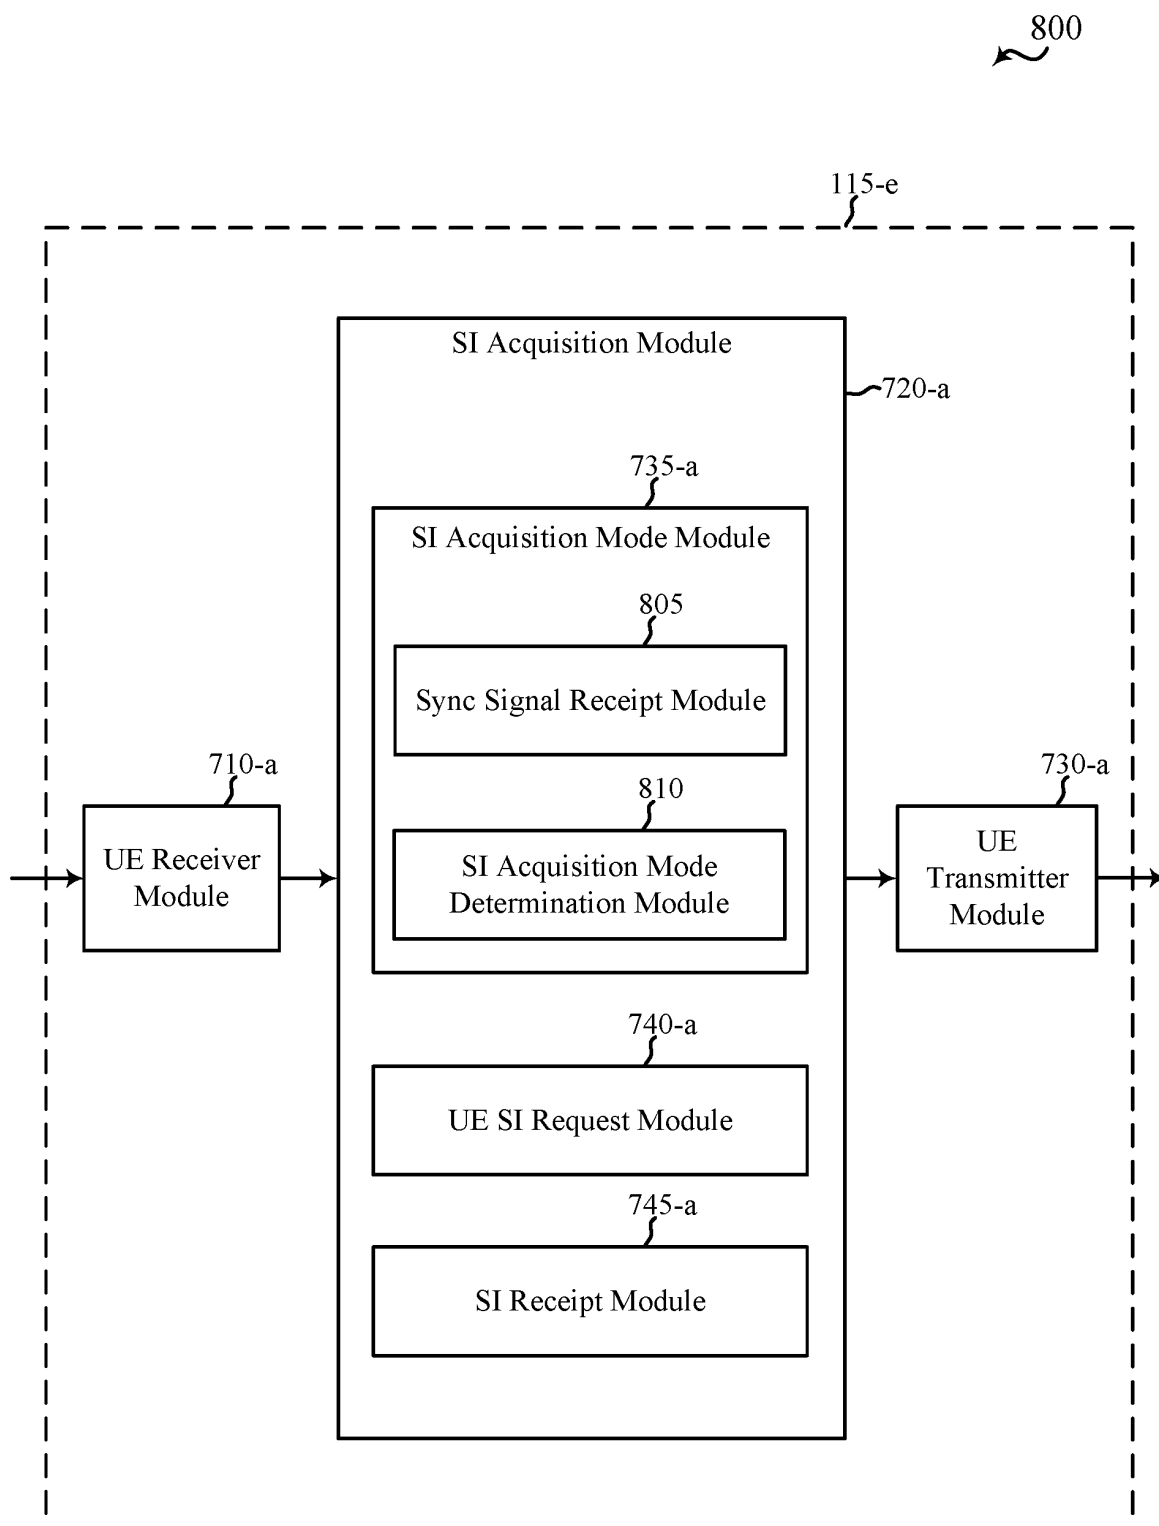 800
115-e
SI Acquisition Module
720-a
735-a
SI Acquisition Mode Module
805
Sync Signal Receipt Module
710-a
UE Receiver
Module
810
SI Acquisition Mode
Determination Module
730-a
UE
Transmitter
Module
740-a
UE SI Request Module
745-a
SI Receipt Module